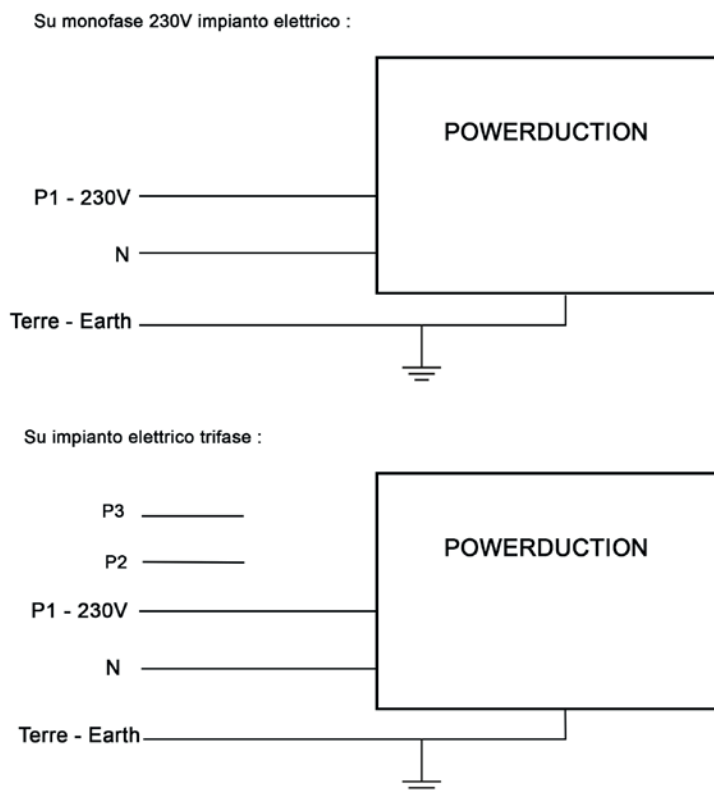 Su monofase 230V impianto elettrico :
POWERDUCTION
P1 - 230V
N
Terre - Earth
Su impianto elettrico trifase :
P3
POWERDUCTION
P2
P1 - 230V
N
Terre - Earth